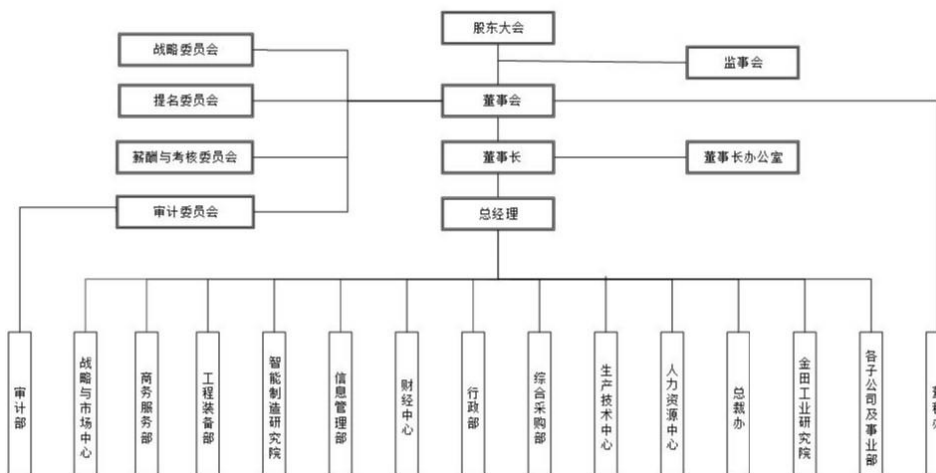 股东大会
战略委员会
监事会
提名委员会
董事会
薪酬与考核委员会
董事长
董事长办公室
审计委员会
总经理
审计部
战略与市场中心
商务服务部
工程装备部
智能制造研究院
信息管理部
财经中心
行政部
综合采购部
生产技术中心
人力资源中心
总裁办
金田工业研究院
各子公司及事业部